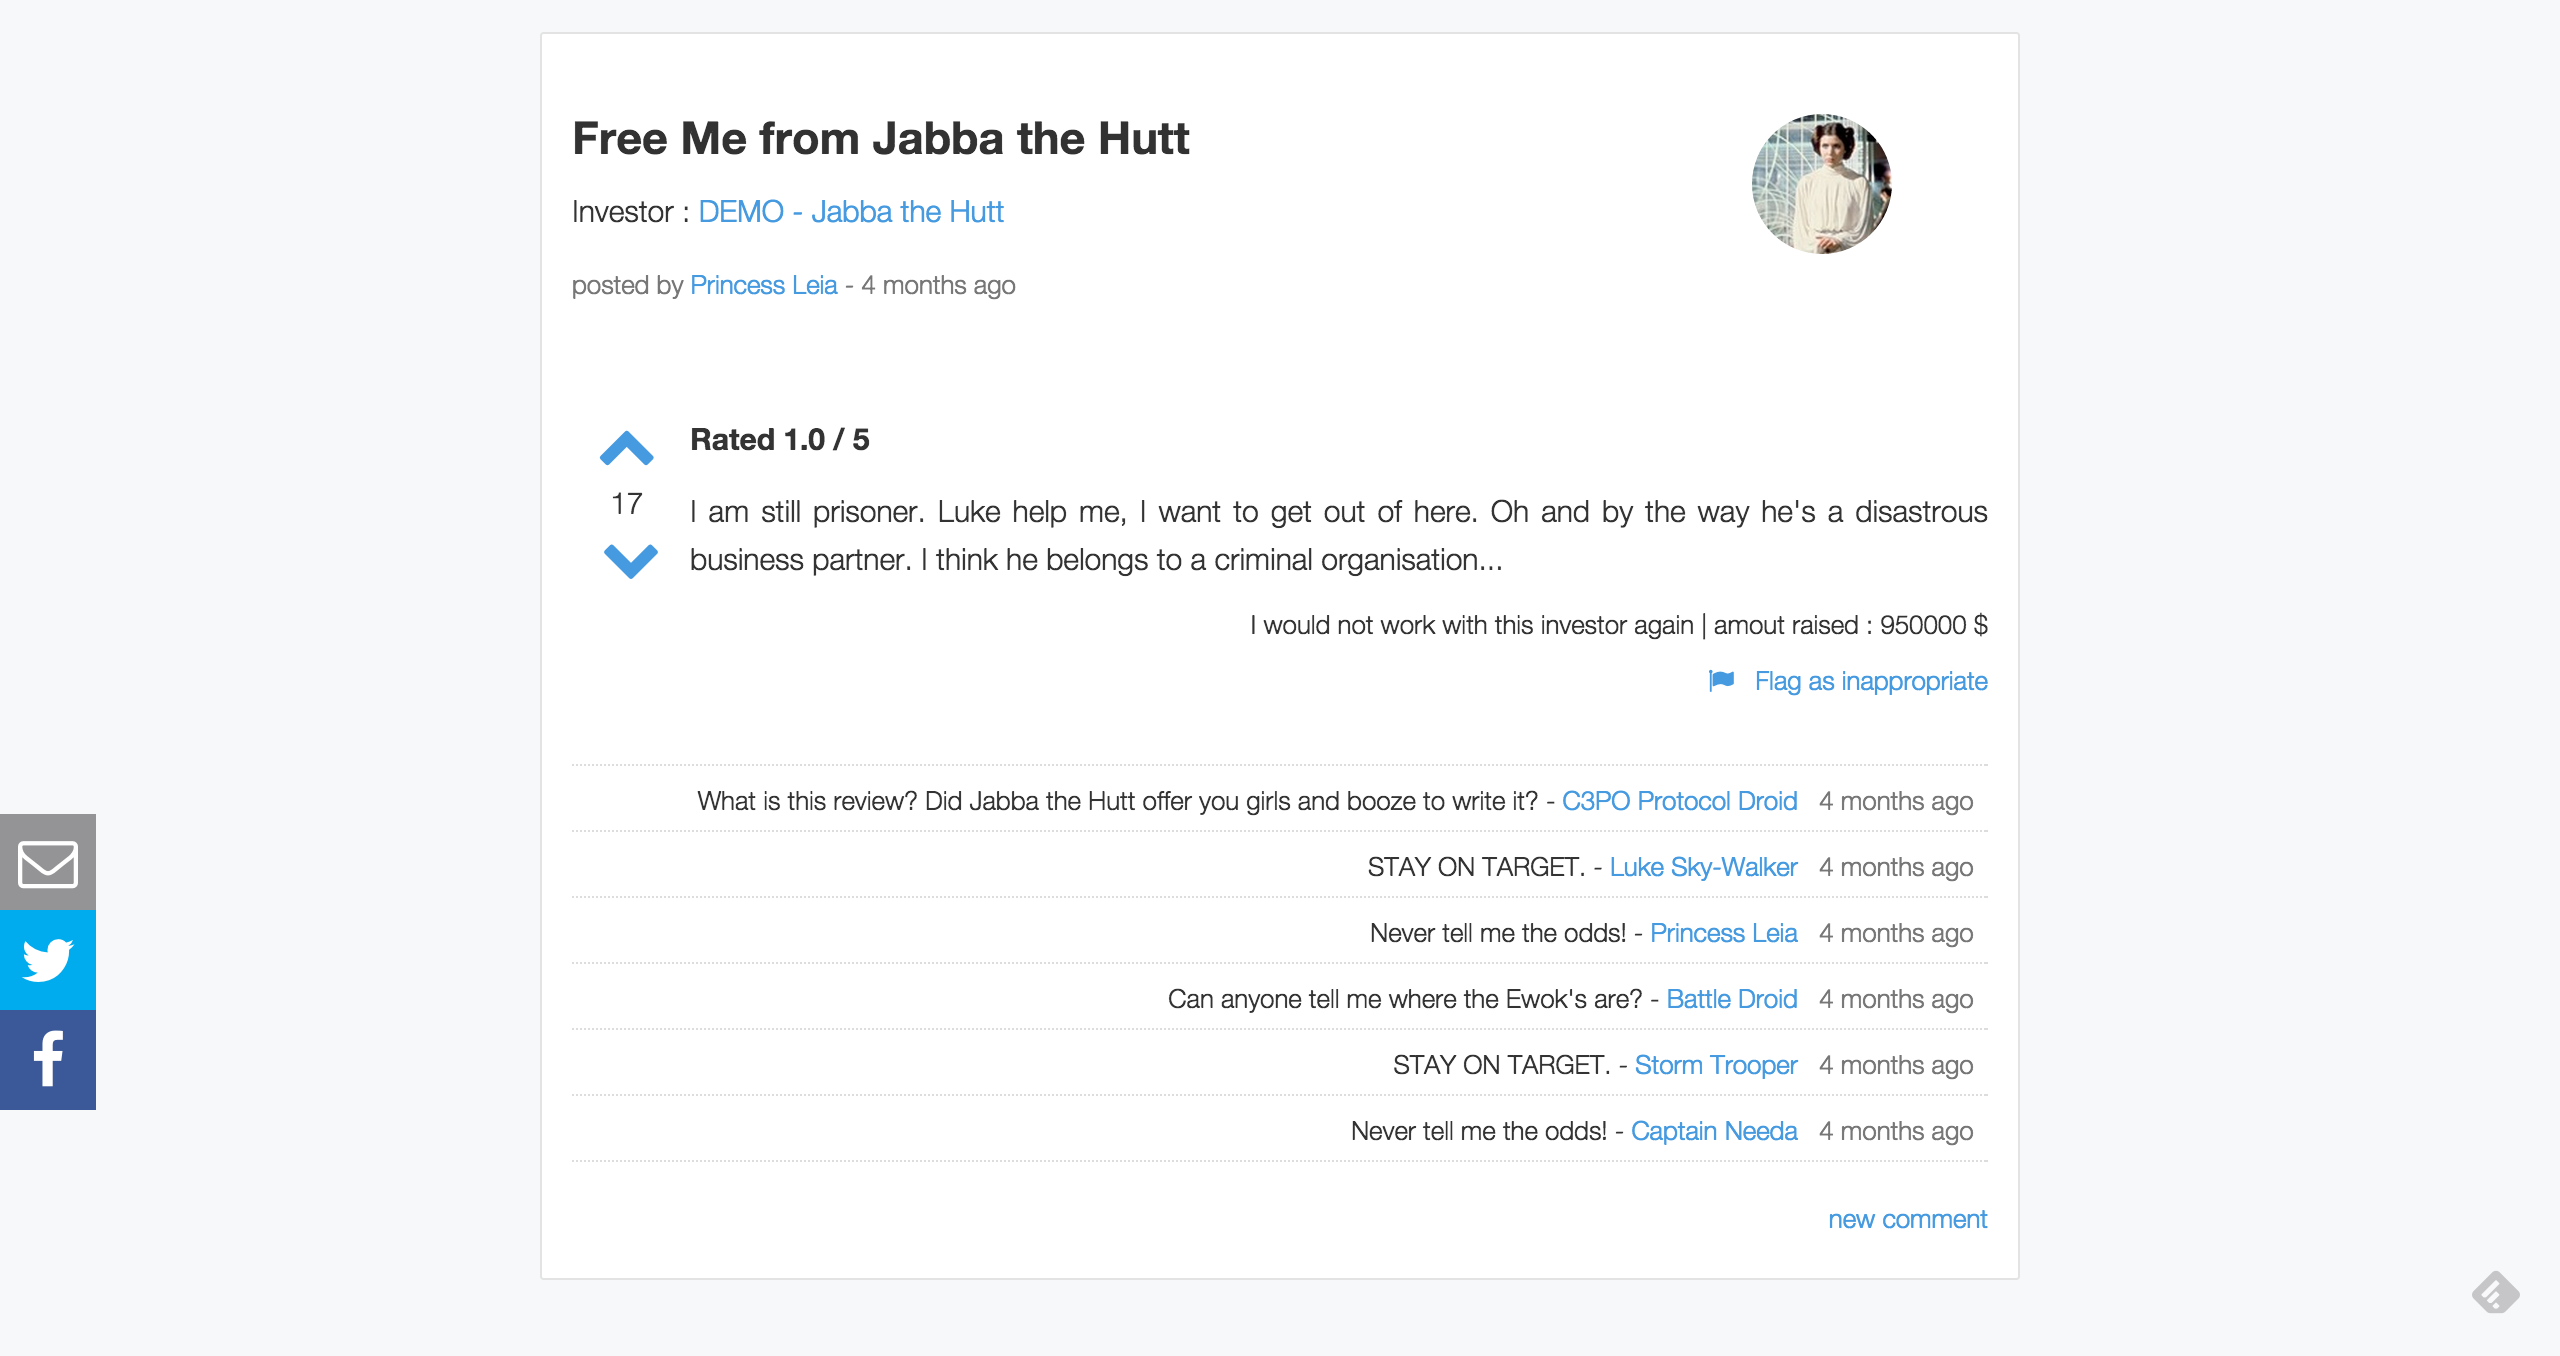 Free Me from Jabba the Hutt
Investor : DEMO - Jabba the Hutt
posted by Princess Leia - 4 months ago
Rated 1.0 / 5
17
I am still prisoner. Luke help me, I want to get out of here. Oh and by the way he's a disastrous
business partner. I think he belongs to a criminal organisation...
I would not work with this investor again | amout raised : 950000 $
Flag as inappropriate
What is this review? Did Jabba the Hutt offer you girls and booze to write it? - C3PO Protocol Droid 4 months ago
STAY ON TARGET. - Luke Sky-Walker 4 months ago
Never tell me the odds! - Princess Leia 4 months ago
Can anyone tell me where the Ewok's are? - Battle Droid 4 months ago
STAY ON TARGET. - Storm Trooper 4 months ago
Never tell me the odds! - Captain Needa 4 months ago
new comment